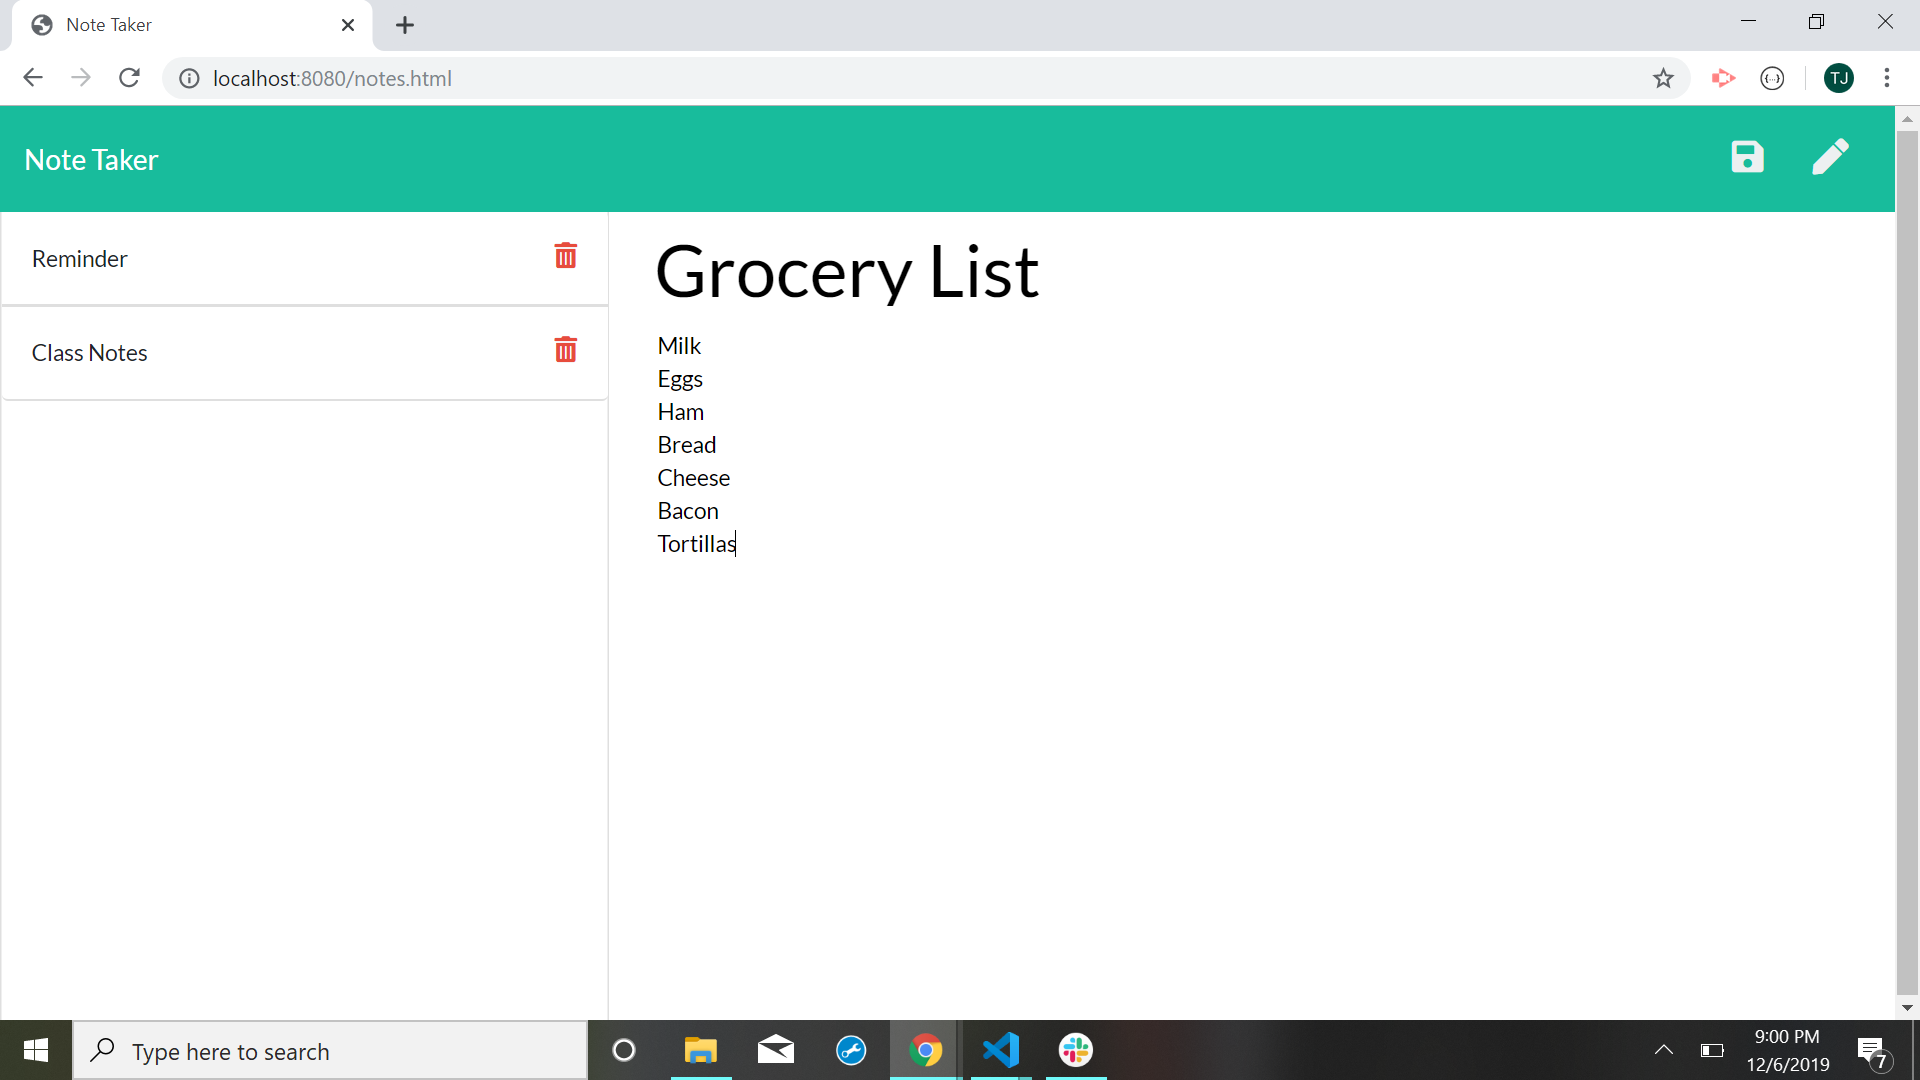 Note Taker
localhost:8080/notes.html
TJ
Note Taker
Reminder
Class Notes
Grocery List
Milk
Eggs
Ham
Bread
Cheese
Bacon
Tortillas
Type here to search
9:00 PM
12/6/2019
7